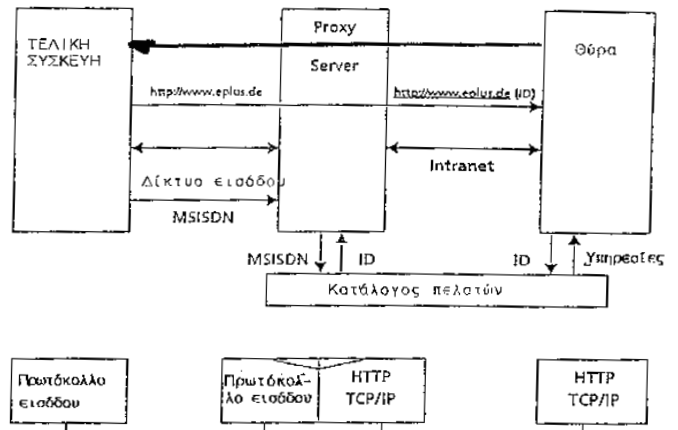 ΤΕΛΙΚΗ
ΣΥΣΚΕΥΗ
Proxy
Server
Θύρα
http://www.eplus.de
http://www.eplus.de (ID)
Δίκτυο εισόδου
Intranet
MSISDN
MSISDN
ID
ID
Υπηρεσίες
Κατάλογος πελατών
Πρωτόκολλο
εισόδου
Πρωτόκολ-
λο εισόδου
HTTP
TCP/IP
HTTP
TCP/IP